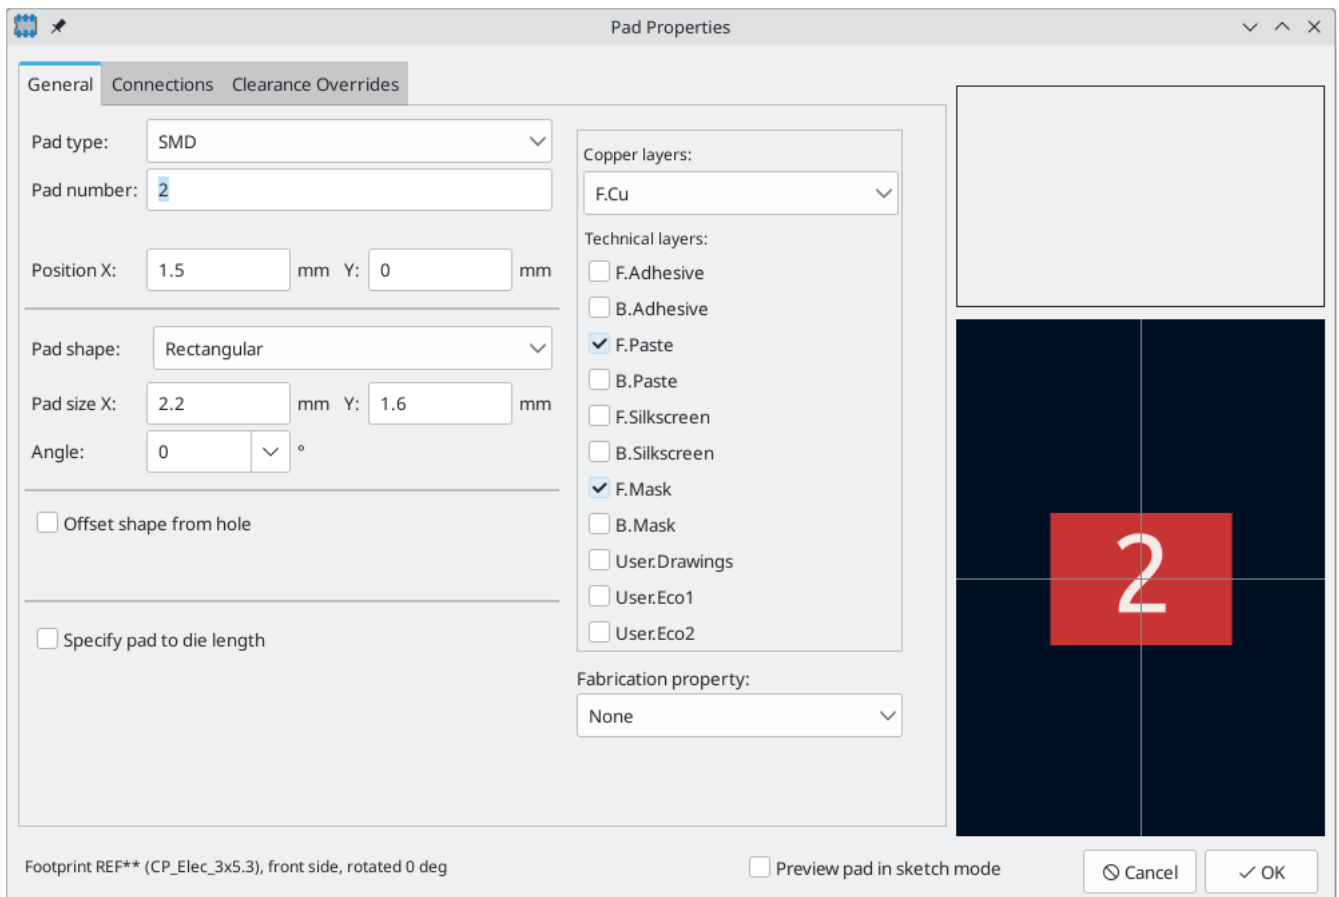 Pad Properties
General Connections Clearance Overrides
Pad type: SMD
Pad number: 2
Position X: 1.5 mm Y: 0 mm
Pad shape: Rectangular
Pad size X: 2.2 mm Y: 1.6 mm
Angle: 0 °
Offset shape from hole
Specify pad to die length
Copper layers:
F.Cu
Technical layers:
F.Adhesive
B.Adhesive
F.Paste
B.Paste
F.Silkscreen
B.Silkscreen
F.Mask
B.Mask
User.Drawings
User.Eco1
User.Eco2
Fabrication property:
None
2
Footprint REF** (CP_Elec_3x5.3), front side, rotated 0 deg
Preview pad in sketch mode
Cancel
OK